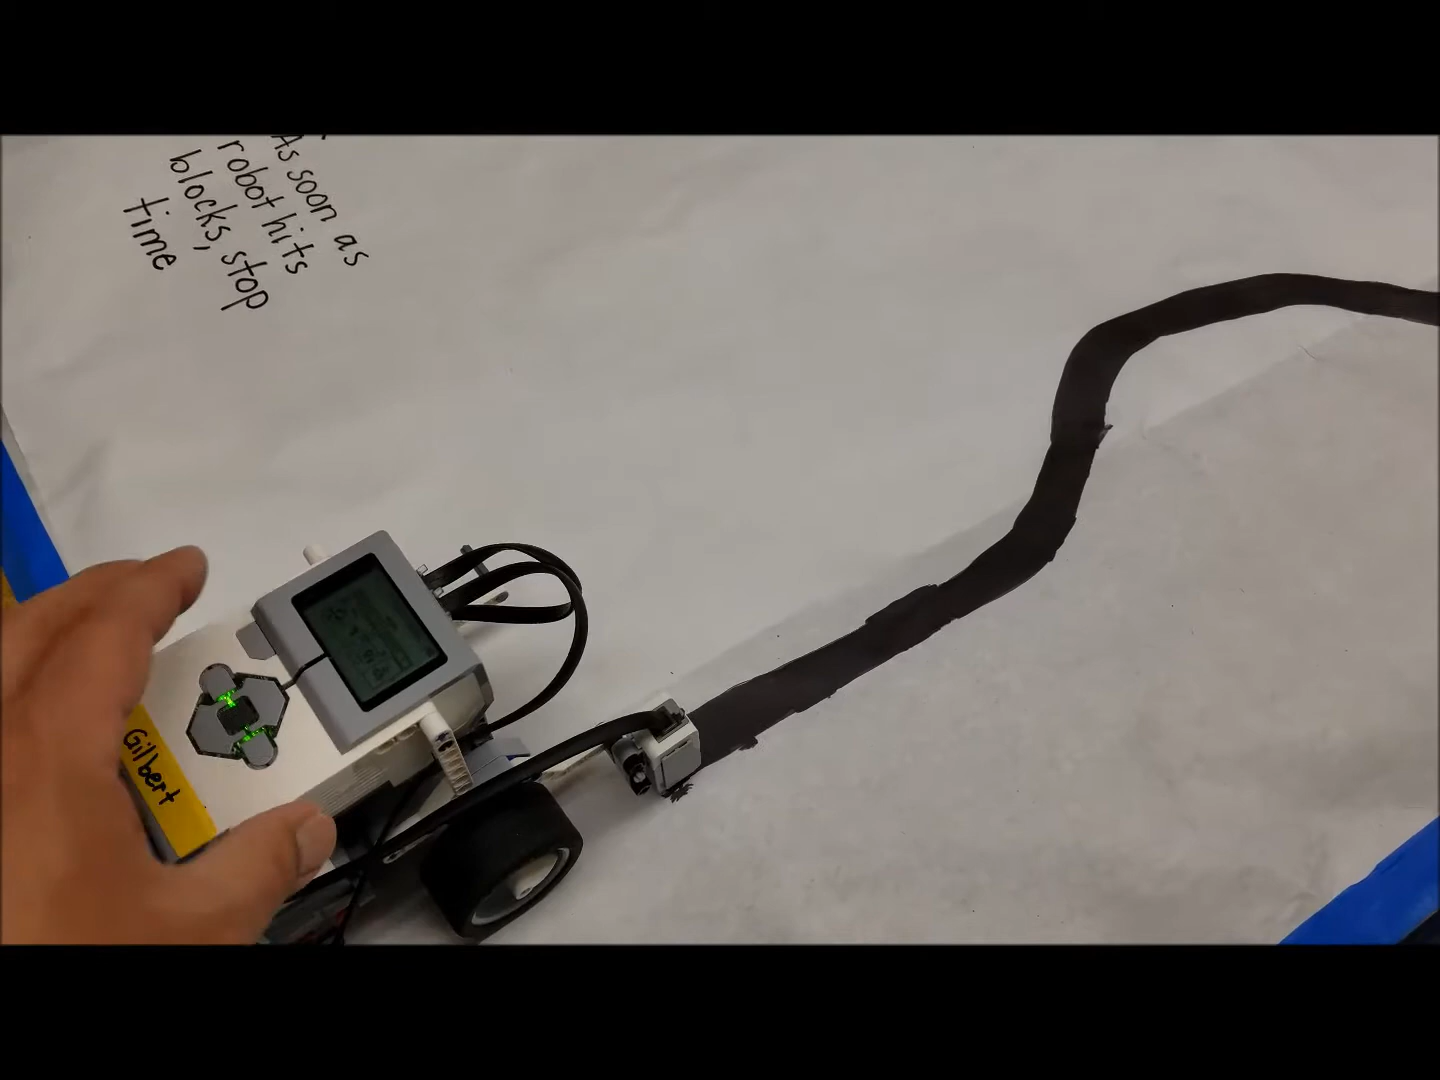 As soon as
robot hits
blocks, stop
time
Gilbert